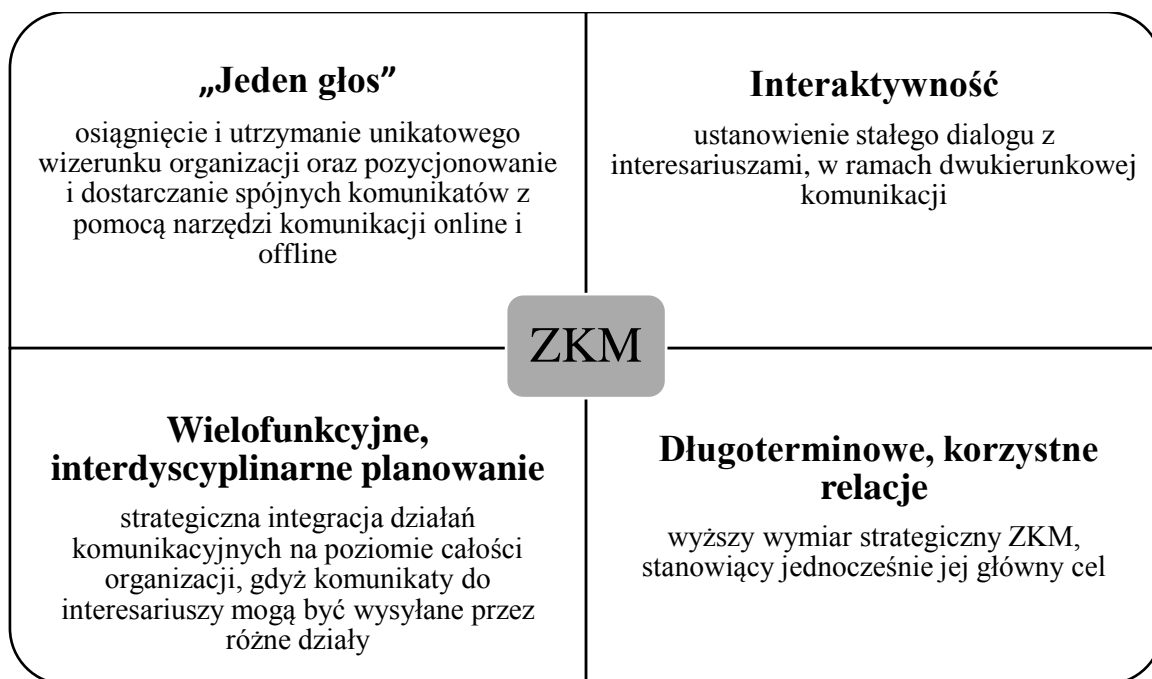 „Jeden głos”
osiągnięcie i utrzymanie unikatowego
wizerunku organizacji oraz pozycjonowanie
i dostarczanie spójnych komunikatów z
pomocą narzędzi komunikacji online i
offline
Interaktywność
ustanowienie stałego dialogu z
interesariuszami, w ramach dwukierunkowej
komunikacji
ZKM
Wielofunkcyjne,
interdyscyplinarne planowanie
strategiczna integracja działań
komunikacyjnych na poziomie całości
organizacji, gdyż komunikaty do
interesariuszy mogą być wysyłane przez
różne działy
Długoterminowe, korzystne
relacje
wyższy wymiar strategiczny ZKM,
stanowiący jednocześnie jej główny cel